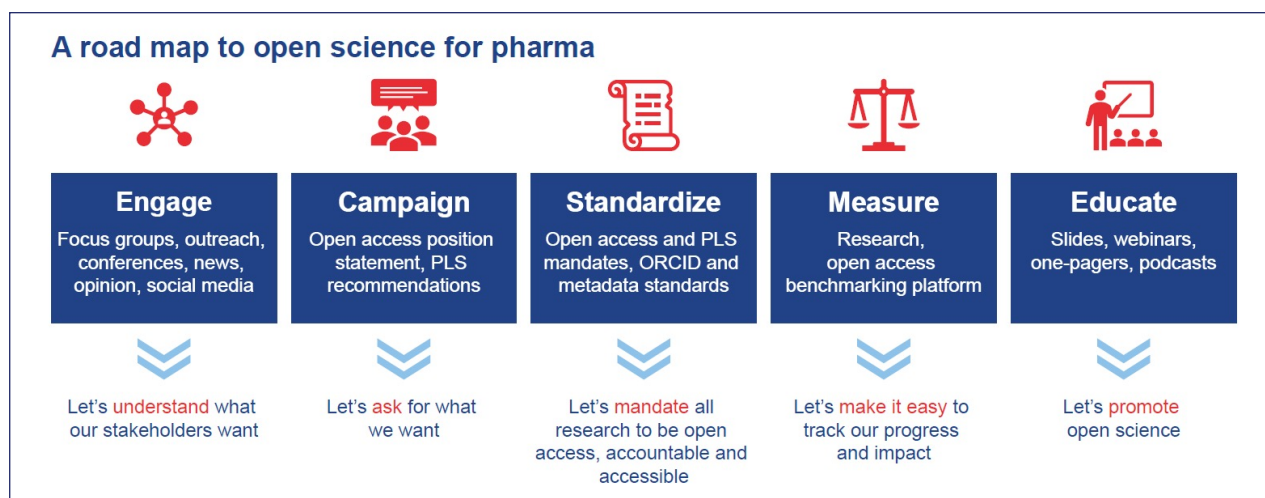 A road map to open science for pharma
Engage
Focus groups, outreach,
conferences, news,
opinion, social media
Let's understand what
our stakeholders want
Campaign
Open access position
statement, PLS
recommendations
Let's ask for what
we want
Standardize
Open access and PLS
mandates, ORCID and
metadata standards
Let's mandate all
research to be open
access, accountable and
accessible
Measure
Research,
open access
benchmarking platform
Let's make it easy to
track our progress
and impact
Educate
Slides, webinars,
one-pagers, podcasts
Let's promote
open science